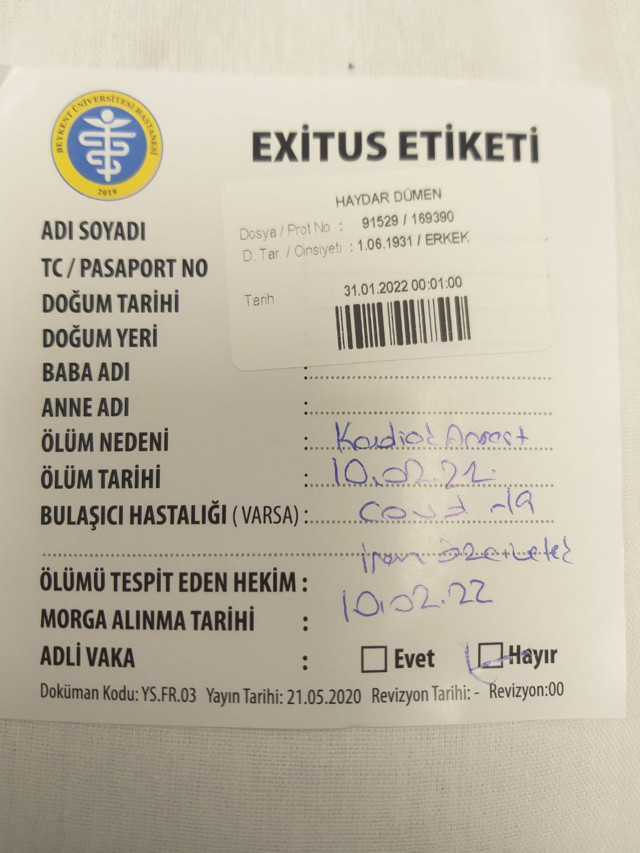 BEYKENT ÜNİVERSİTESİ HASTANESİ
2019
EXİTUS ETİKETİ
HAYDAR DÜMEN
Dosya / Prot No : 91529 / 169390
D. Tar. / Cinsiyeti : 1.06.1931 / ERKEK
Tarih 31.01.2022 00:01:00
ADI SOYADI
TC / PASAPORT NO
DOĞUM TARİHİ
DOĞUM YERİ
BABA ADI :
ANNE ADI :
ÖLÜM NEDENİ : Kardiak Arrest
ÖLÜM TARİHİ : 10.02.22
BULAŞICI HASTALIĞI ( VARSA) : Covid -19
ÖLÜMÜ TESPİT EDEN HEKİM :
MORGA ALINMA TARİHİ : 10.02.22
ADLİ VAKA : Evet Hayır
Doküman Kodu: YS.FR.03 Yayın Tarihi: 21.05.2020 Revizyon Tarihi: - Revizyon:00